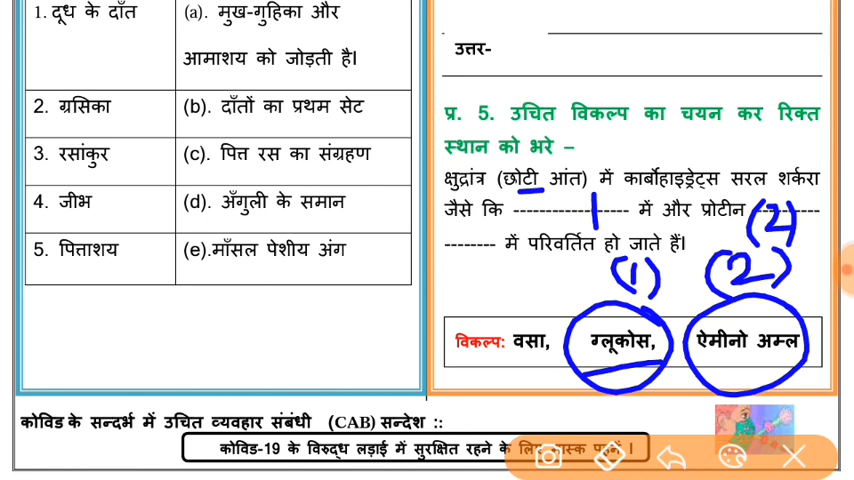 1. दूध के दाँत
(a). मुख-गुहिका और
आमाशय को जोड़ती है।
2. ग्रसिका
(b). दाँतों का प्रथम सेट
3. रसांकुर
(c). पित्त रस का संग्रहण
4. जीभ
(d). अँगुली के समान
5. पित्ताशय
(e).माँसल पेशीय अंग
उत्तर-
प्र. 5. उचित विकल्प का चयन कर रिक्त
स्थान को भरे –
क्षुद्रांत्र (छोटी आंत) में कार्बोहाइड्रेट्स सरल शर्करा
जैसे कि ------------------ में और प्रोटीन ----------
-------- में परिवर्तित हो जाते हैं।
1
(2)
(1)
(2)
विकल्प: वसा, ग्लूकोस, ऐमीनो अम्ल
कोविड के सन्दर्भ में उचित व्यवहार संबंधी (CAB) सन्देश ::
कोविड-19 के विरुद्ध लड़ाई में सुरक्षित रहने के लिए मास्क पहनें ।